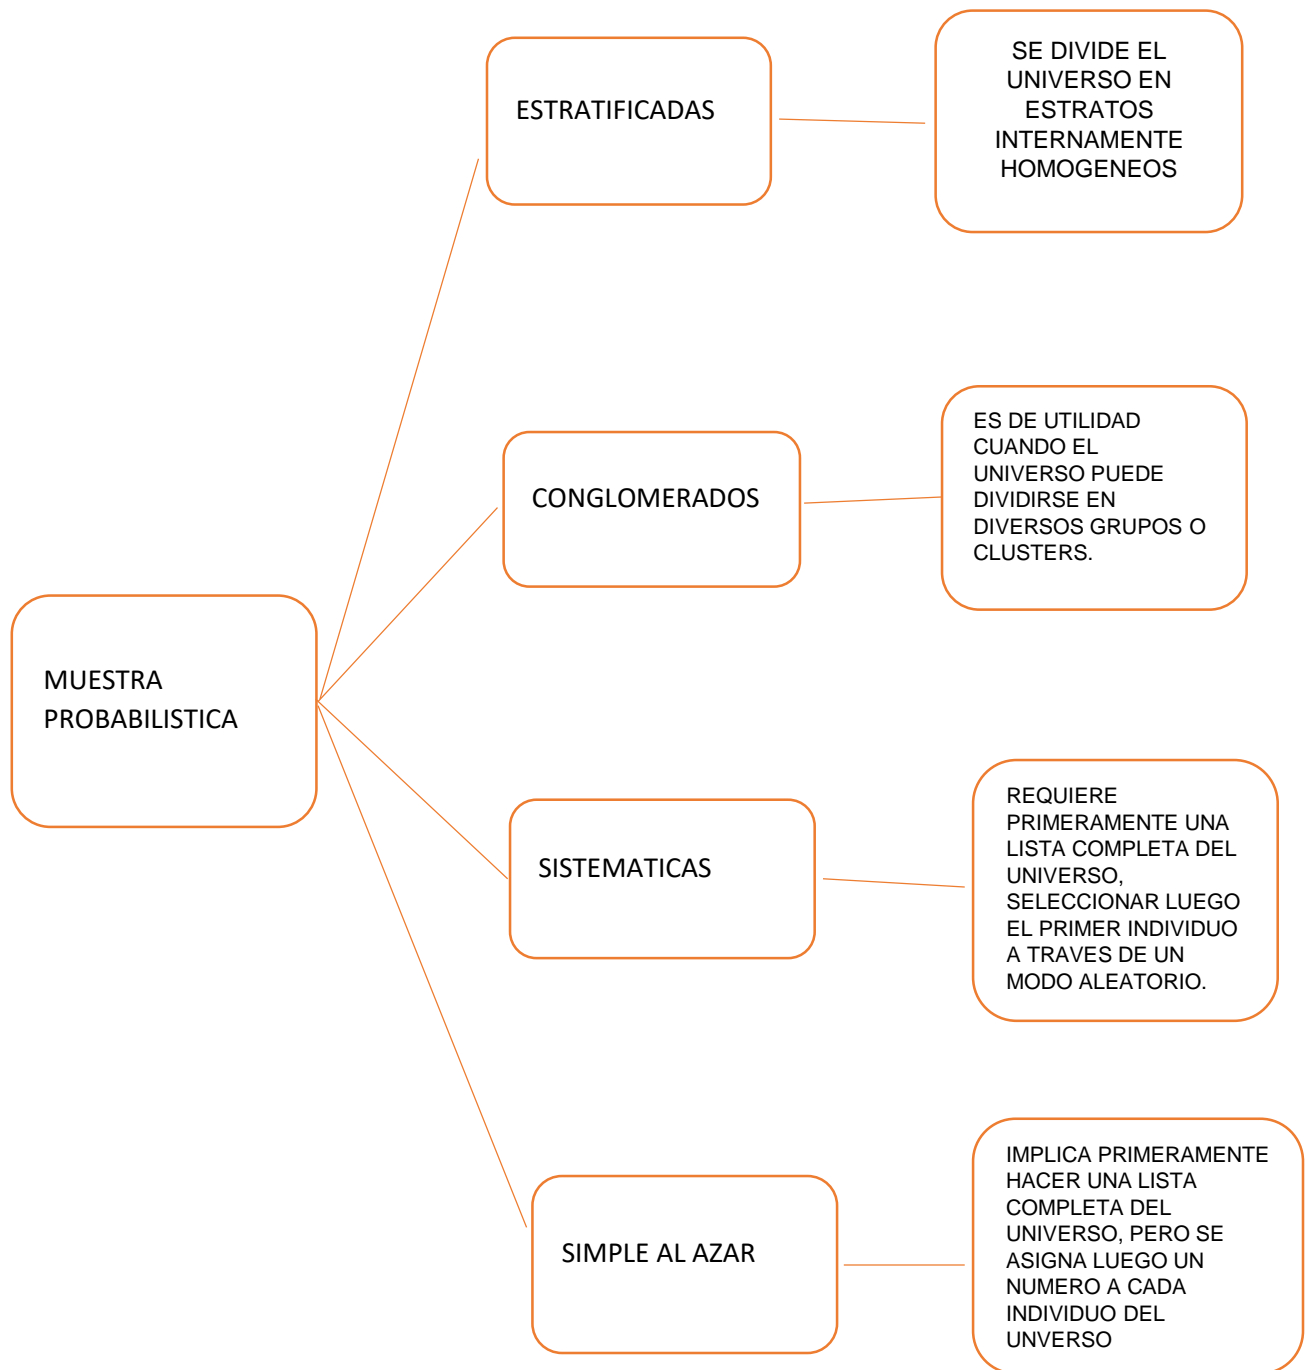 ESTRATIFICADAS
SE DIVIDE EL
UNIVERSO EN
ESTRATOS
INTERNAMENTE
HOMOGENEOS
CONGLOMERADOS
ES DE UTILIDAD
CUANDO EL
UNIVERSO PUEDE
DIVIDIRSE EN
DIVERSOS GRUPOS O
CLUSTERS.
MUESTRA
PROBABILISTICA
SISTEMATICAS
REQUIERE
PRIMERAMENTE UNA
LISTA COMPLETA DEL
UNIVERSO,
SELECCIONAR LUEGO
EL PRIMER INDIVIDUO
A TRAVES DE UN
MODO ALEATORIO.
SIMPLE AL AZAR
IMPLICA PRIMERAMENTE
HACER UNA LISTA
COMPLETA DEL
UNIVERSO, PERO SE
ASIGNA LUEGO UN
NUMERO A CADA
INDIVIDUO DEL
UNVERSO